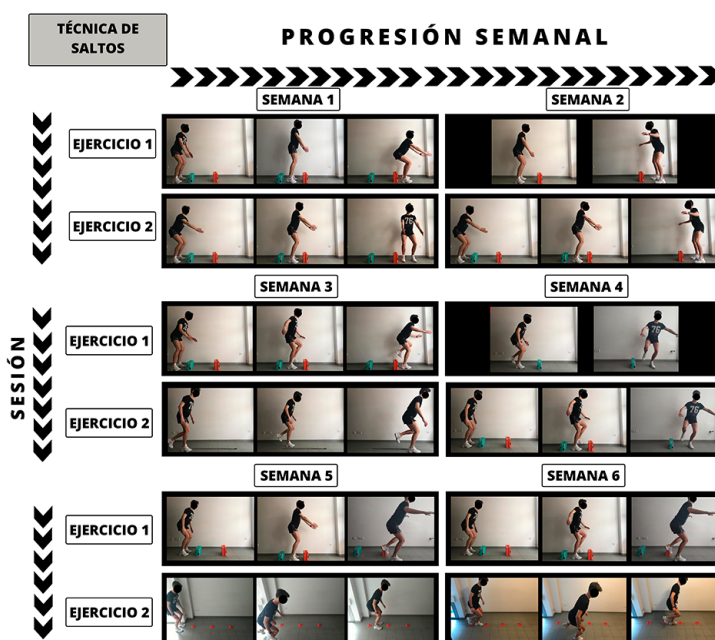 TÉCNICA DE
SALTOS
PROGRESIÓN SEMANAL
SEMANA 1
SEMANA 2
EJERCICIO 1
EJERCICIO 2
76
SEMANA 3
SEMANA 4
SESIÓN
EJERCICIO 1
76
EJERCICIO 2
76
SEMANA 5
SEMANA 6
EJERCICIO 1
EJERCICIO 2